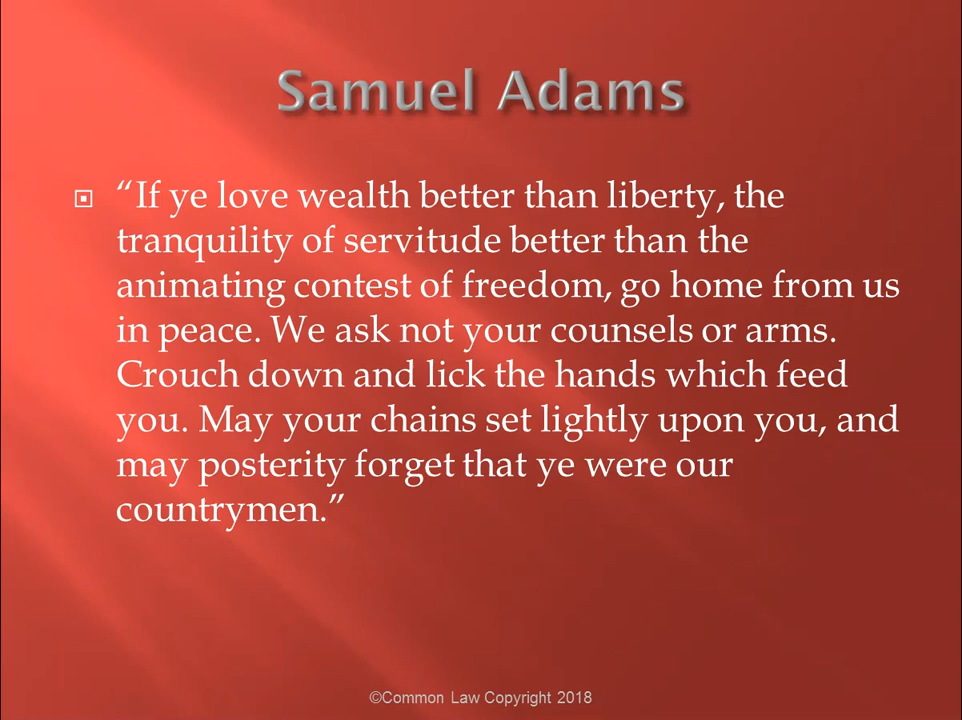 Samuel Adams
“If ye love wealth better than liberty, the
tranquility of servitude better than the
animating contest of freedom, go home from us
in peace. We ask not your counsels or arms.
Crouch down and lick the hands which feed
you. May your chains set lightly upon you, and
may posterity forget that ye were our
countrymen.”
©Common Law Copyright 2018